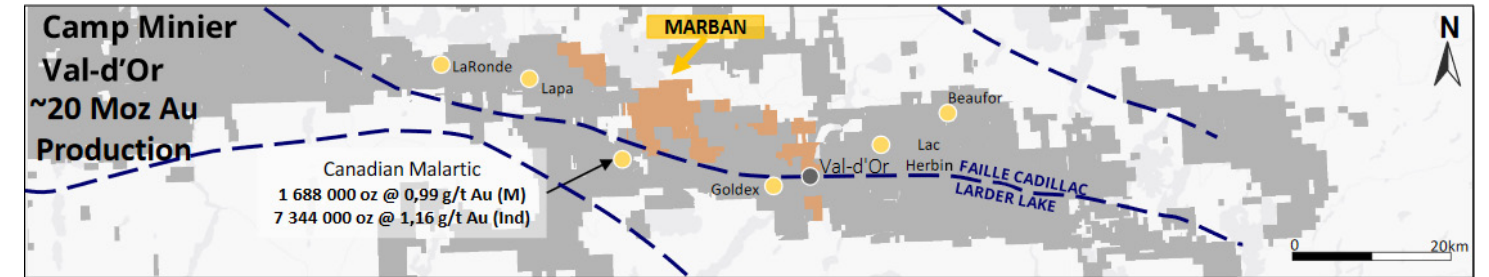 Camp Minier
Val-d'Or
~20 Moz Au
Production
MARBAN
N
LaRonde
Lapa
Beaufor
Canadian Malartic
1 688 000 oz @ 0,99 g/t Au (M)
7 344 000 oz @ 1,16 g/t Au (Ind)
Goldex
Val-d'Or
Lac
Herbin
FAILLE CADILLAC
LARDER LAKE
0
20km